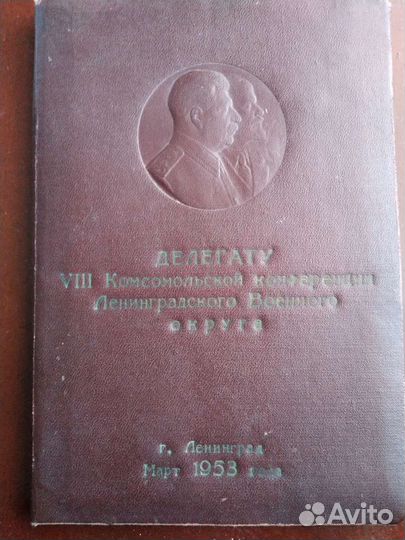 ДЕЛЕГАТУ
VIII Комсомольской конференции
Ленинградского Военного
округа
г. Ленинград
Март 1953 года
Avito